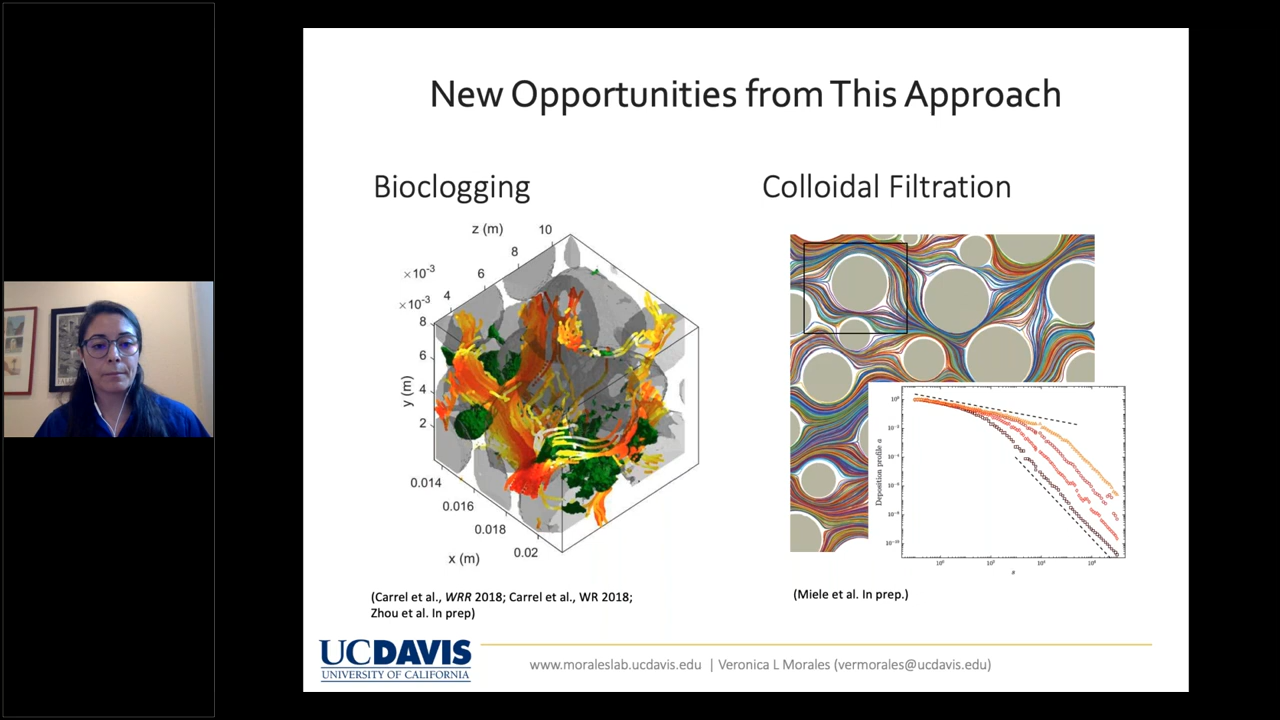 New Opportunities from This Approach
Bioclogging
Colloidal Filtration
z (m)
10
8
6
4
×10⁻³
×10⁻³
8
6
4
2
y (m)
0.014
0.016
0.018
0.02
x (m)
Deposition profile
(Carrel et al., WRR 2018; Carrel et al., WR 2018;
Zhou et al. In prep)
(Miele et al. In prep.)
UCDAVIS
UNIVERSITY OF CALIFORNIA
www.moraleslab.ucdavis.edu | Veronica L Morales (vermorales@ucdavis.edu)